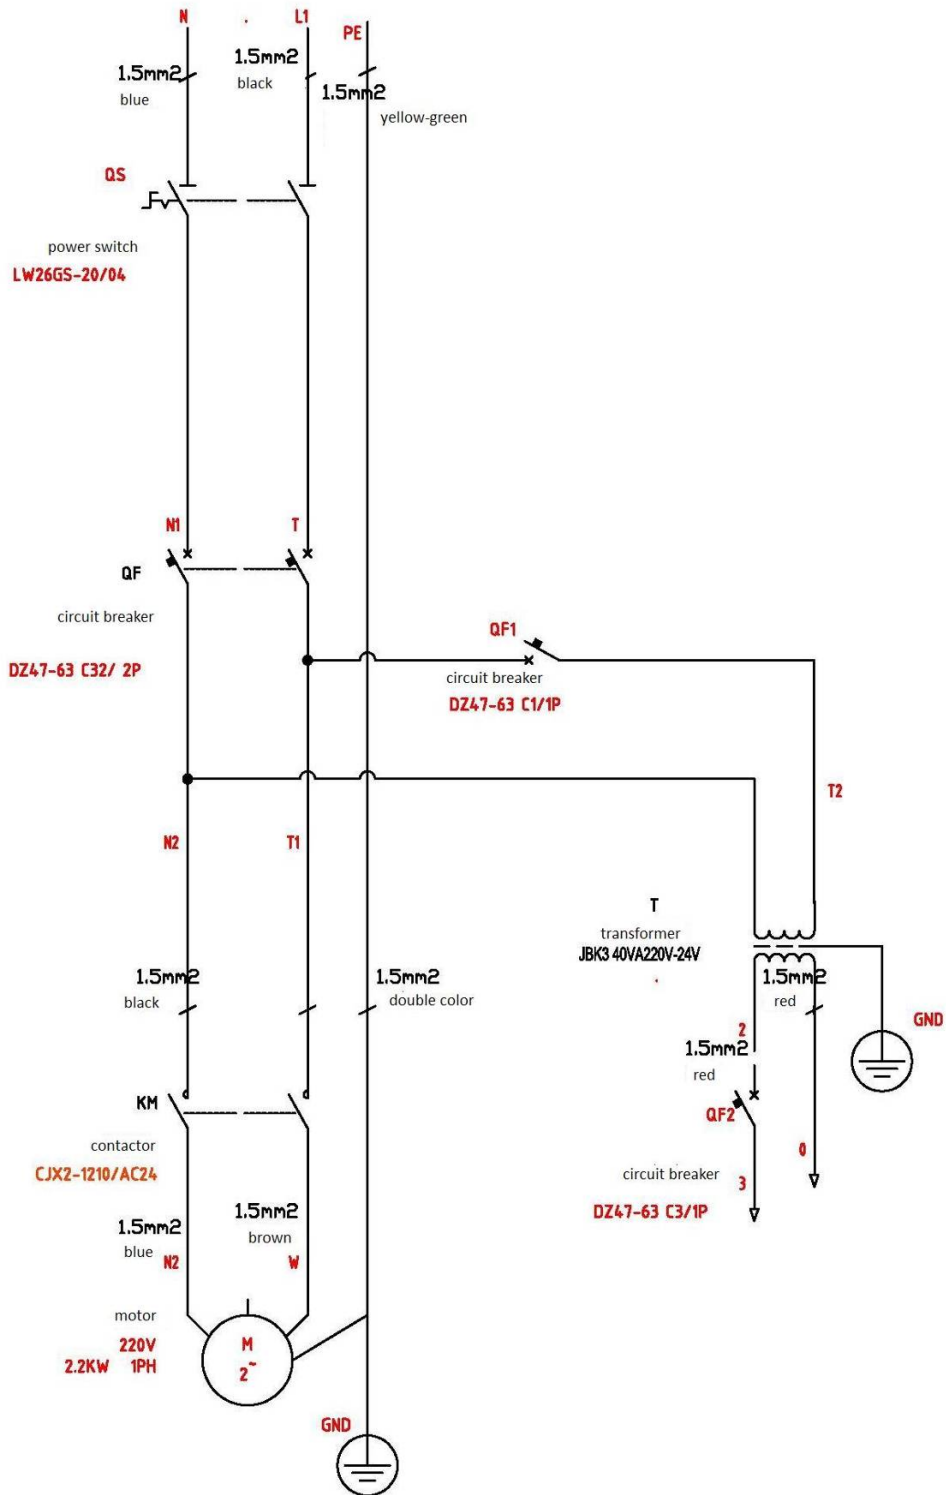 N
L1
PE
1.5mm2
blue
1.5mm2
black
1.5mm2
yellow-green
QS
power switch
LW26GS-20/04
N1
T
QF
circuit breaker
DZ47-63 C32/ 2P
QF1
circuit breaker
DZ47-63 C1/1P
T2
N2
T1
T
transformer
JBK3 40VA220V-24V
1.5mm2
black
1.5mm2
double color
1.5mm2
red
GND
2
1.5mm2
red
KM
contactor
CJX2-1210/AC24
QF2
0
circuit breaker
3
DZ47-63 C3/1P
1.5mm2
blue
N2
1.5mm2
brown
W
motor
220V
2.2KW 1PH
M
2~
GND